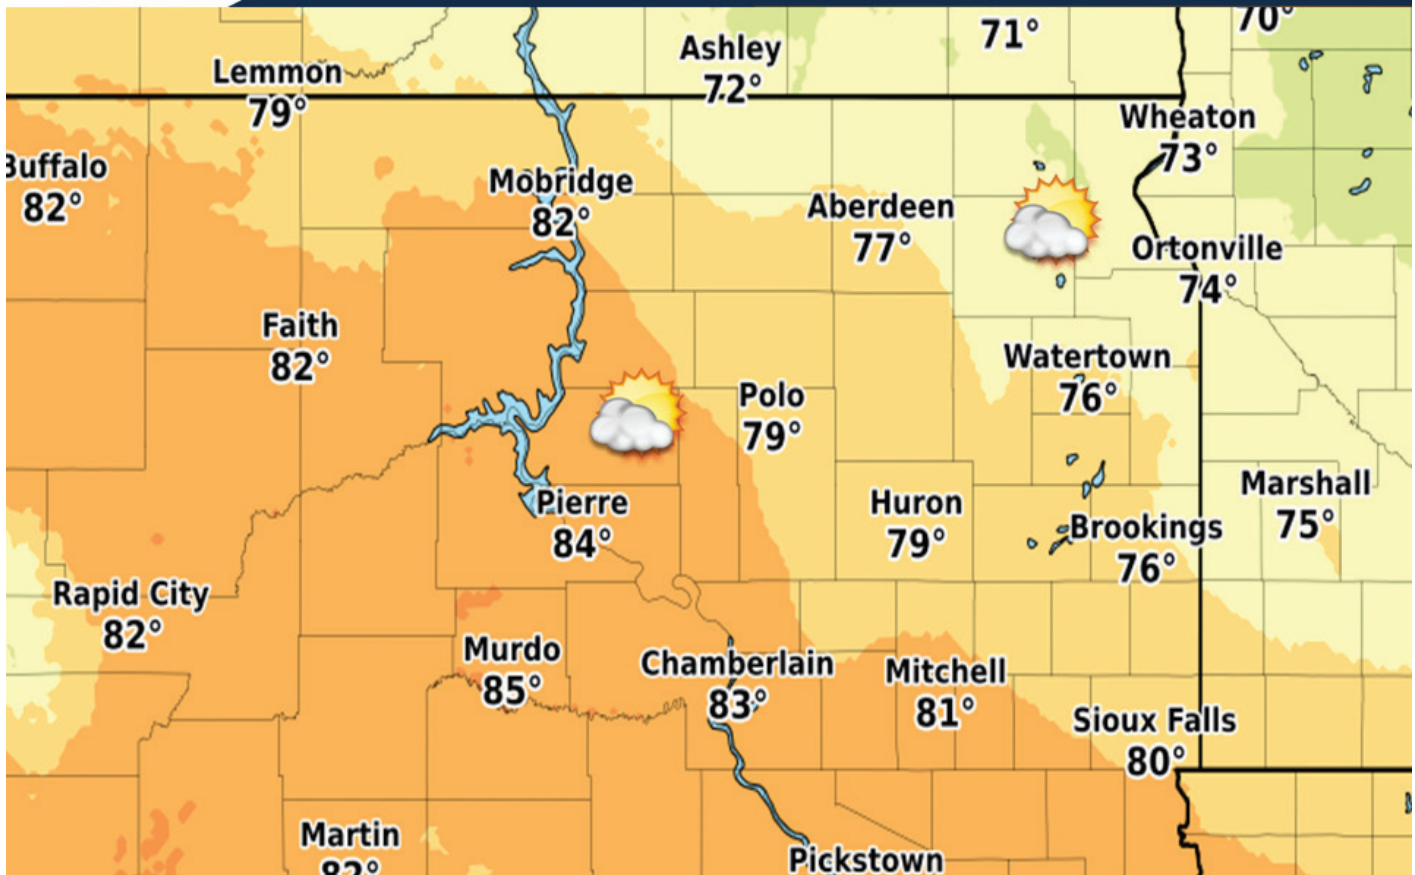 70°
71°
Ashley
72°
Lemmon
79°
Wheaton
73°
Buffalo
82°
Mobridge
82°
Aberdeen
77°
Ortonville
74°
Faith
82°
Watertown
76°
Polo
79°
Marshall
75°
Pierre
84°
Huron
79°
Brookings
76°
Rapid City
82°
Murdo
85°
Chamberlain
83°
Mitchell
81°
Sioux Falls
80°
Martin
82°
Pickstown